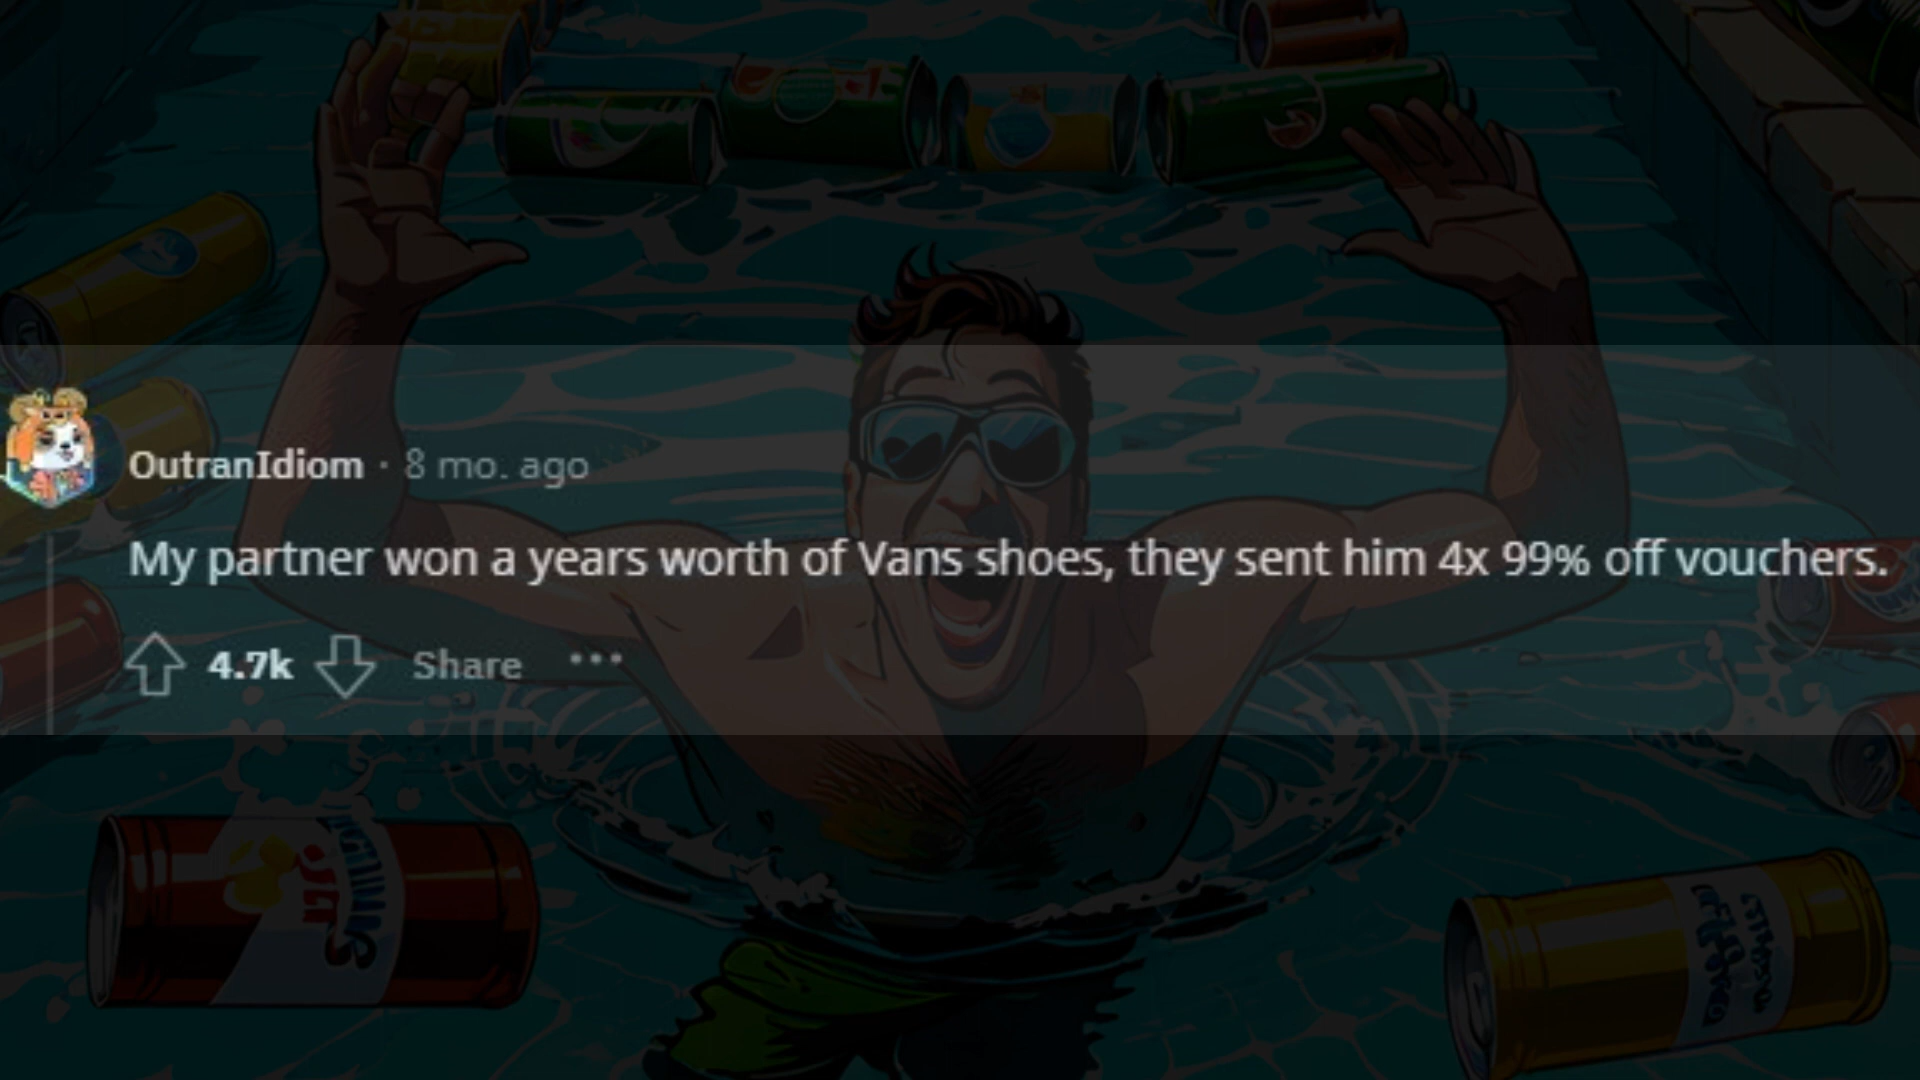 OutranIdiom · 8 mo. ago
My partner won a years worth of Vans shoes, they sent him 4x 99% off vouchers.
4.7k Share ...